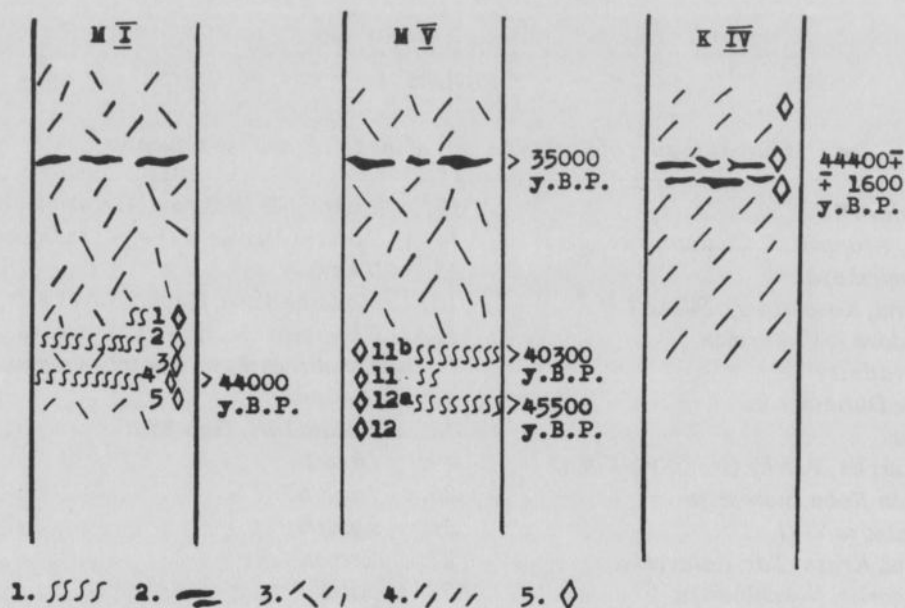 M I
M V
K IV
> 35000
y.B.P.
44400∓
∓ 1600
y.B.P.
1
2
3
4
5
> 44000
y.B.P.
11b
> 40300
y.B.P.
11
12a
> 45500
y.B.P.
12
1.
2.
3.
4.
5.